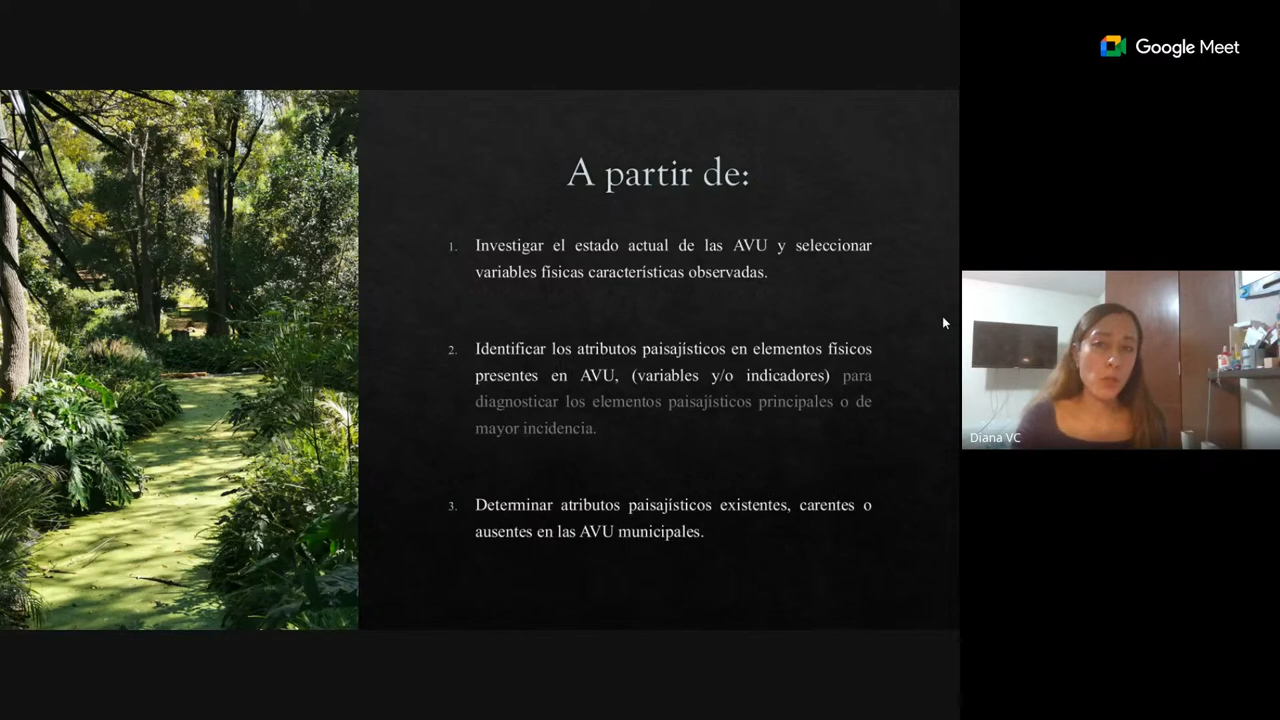 Google Meet
A partir de:
1. Investigar el estado actual de las AVU y seleccionar
variables físicas características observadas.
2. Identificar los atributos paisajísticos en elementos físicos
presentes en AVU, (variables y/o indicadores) para
diagnosticar los elementos paisajísticos principales o de
mayor incidencia.
3. Determinar atributos paisajísticos existentes, carentes o
ausentes en las AVU municipales.
Diana VC